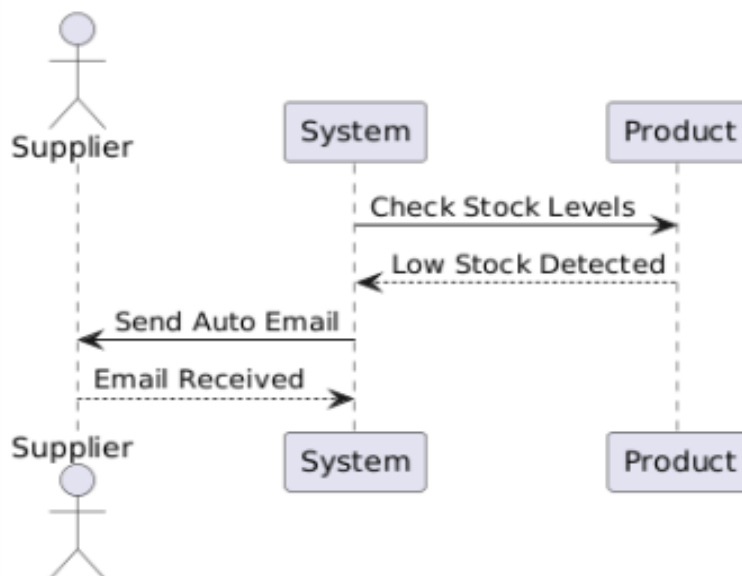 Supplier
System
Product
Check Stock Levels
Low Stock Detected
Send Auto Email
Email Received
Supplier
System
Product